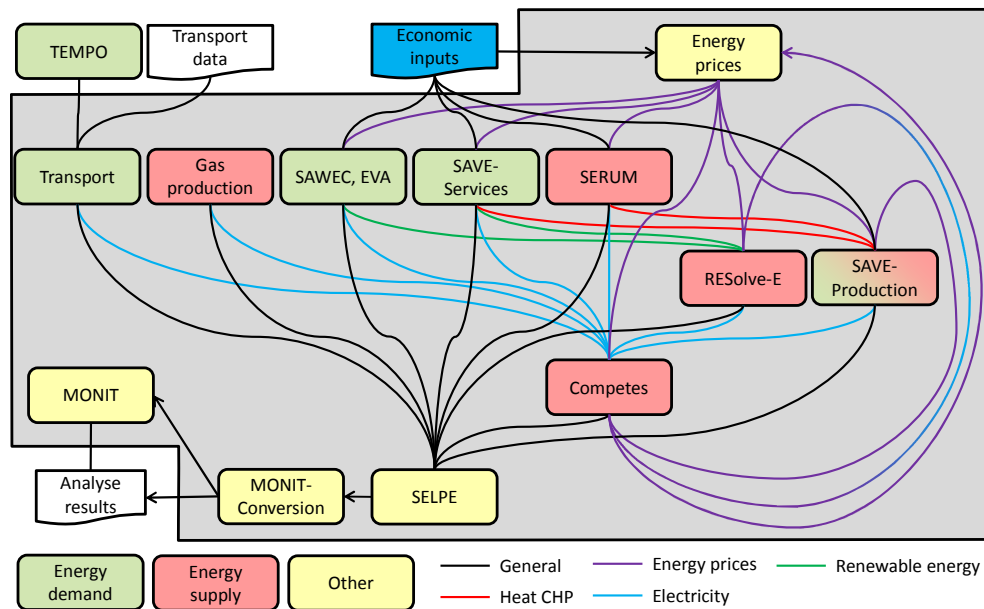 TEMPO
Transport
data
Economic
inputs
Energy
prices
Transport
Gas
production
SAWEC, EVA
SAVE-
Services
SERUM
RESolve-E
SAVE-
Production
Competes
MONIT
Analyse
results
MONIT-
Conversion
SELPE
Energy
demand
Energy
supply
Other
General
Energy prices
Renewable energy
Heat CHP
Electricity